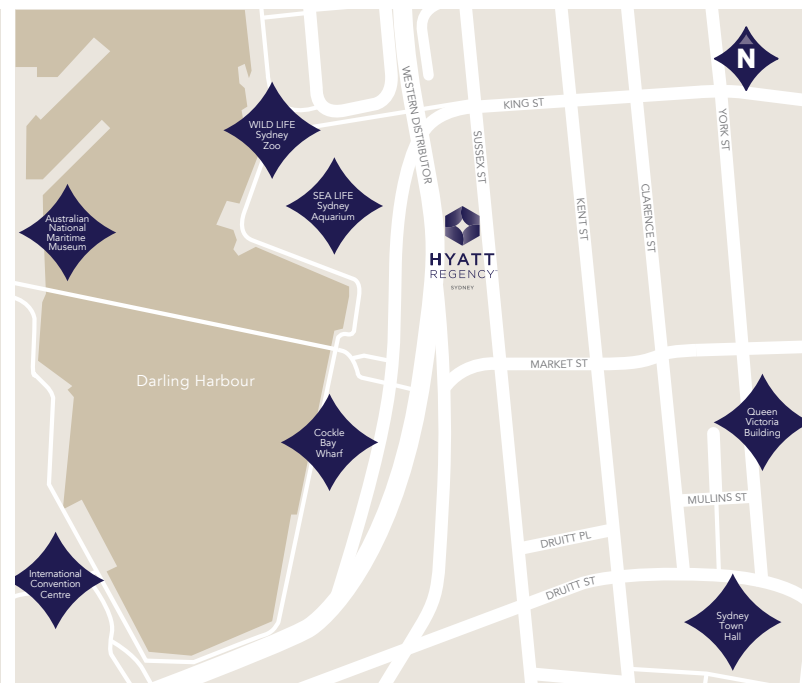 N
KING ST
WESTERN DISTRIBUTOR
WILD LIFE
Sydney
Zoo
SUSSEX ST
YORK ST
SEA LIFE
Sydney
Aquarium
Australian
National
Maritime
Museum
KENT ST
CLARENCE ST
HYATT
REGENCY™
SYDNEY
MARKET ST
Darling Harbour
Queen
Victoria
Building
Cockle
Bay
Wharf
MULLINS ST
DRUITT PL
DRUITT ST
International
Convention
Centre
Sydney
Town
Hall